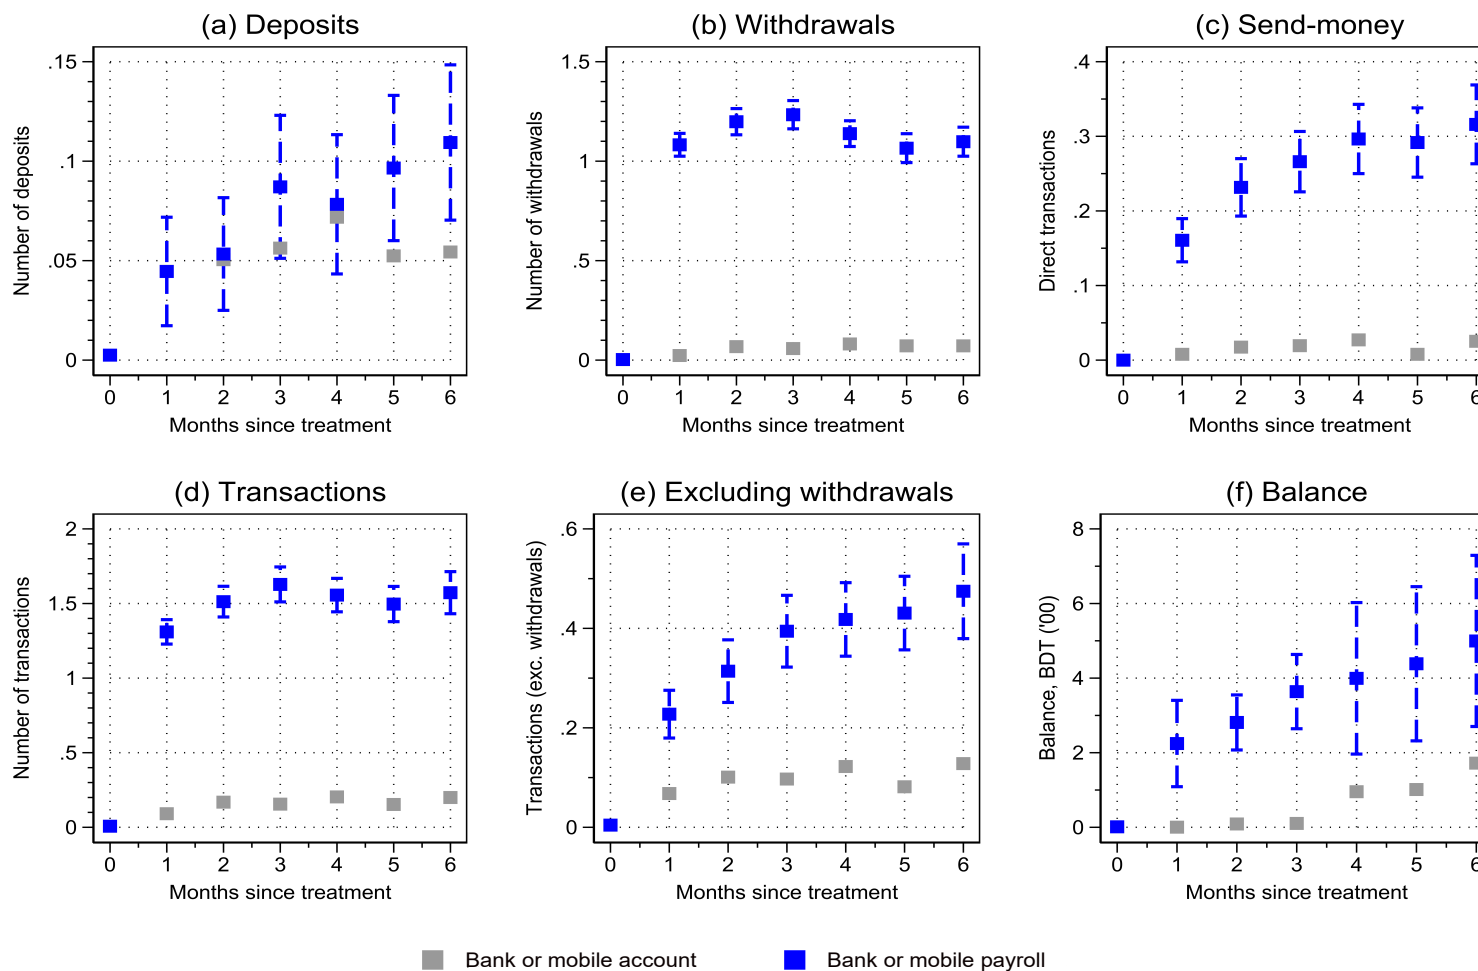 (a) Deposits
(b) Withdrawals
(c) Send-money
Number of deposits
.15
.1
.05
0
0 1 2 3 4 5 6
Months since treatment
Number of withdrawals
1.5
1
.5
0
0 1 2 3 4 5 6
Months since treatment
Direct transactions
.4
.3
.2
.1
0
0 1 2 3 4 5 6
Months since treatment
(d) Transactions
(e) Excluding withdrawals
(f) Balance
Number of transactions
2
1.5
1
.5
0
0 1 2 3 4 5 6
Months since treatment
Transactions (exc. withdrawals)
.6
.4
.2
0
0 1 2 3 4 5 6
Months since treatment
Balance, BDT ('00)
8
6
4
2
0
0 1 2 3 4 5 6
Months since treatment
Bank or mobile account
Bank or mobile payroll